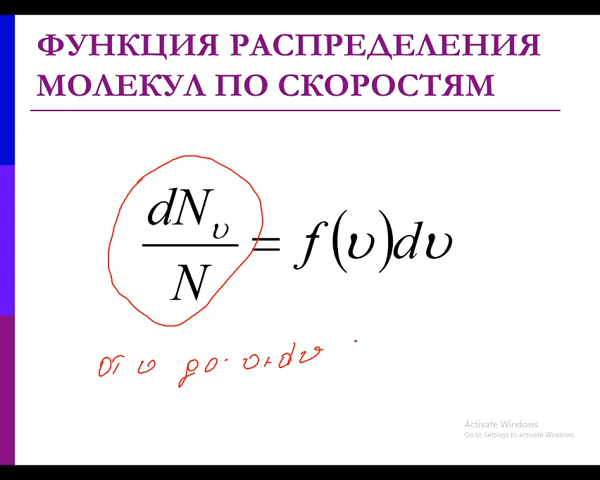 ФУНКЦИЯ РАСПРЕДЕЛЕНИЯ
МОЛЕКУЛ ПО СКОРОСТЯМ
dN_υ / N = f(υ)dυ
от υ до υ+dυ
Activate Windows
Go to Settings to activate Windows.